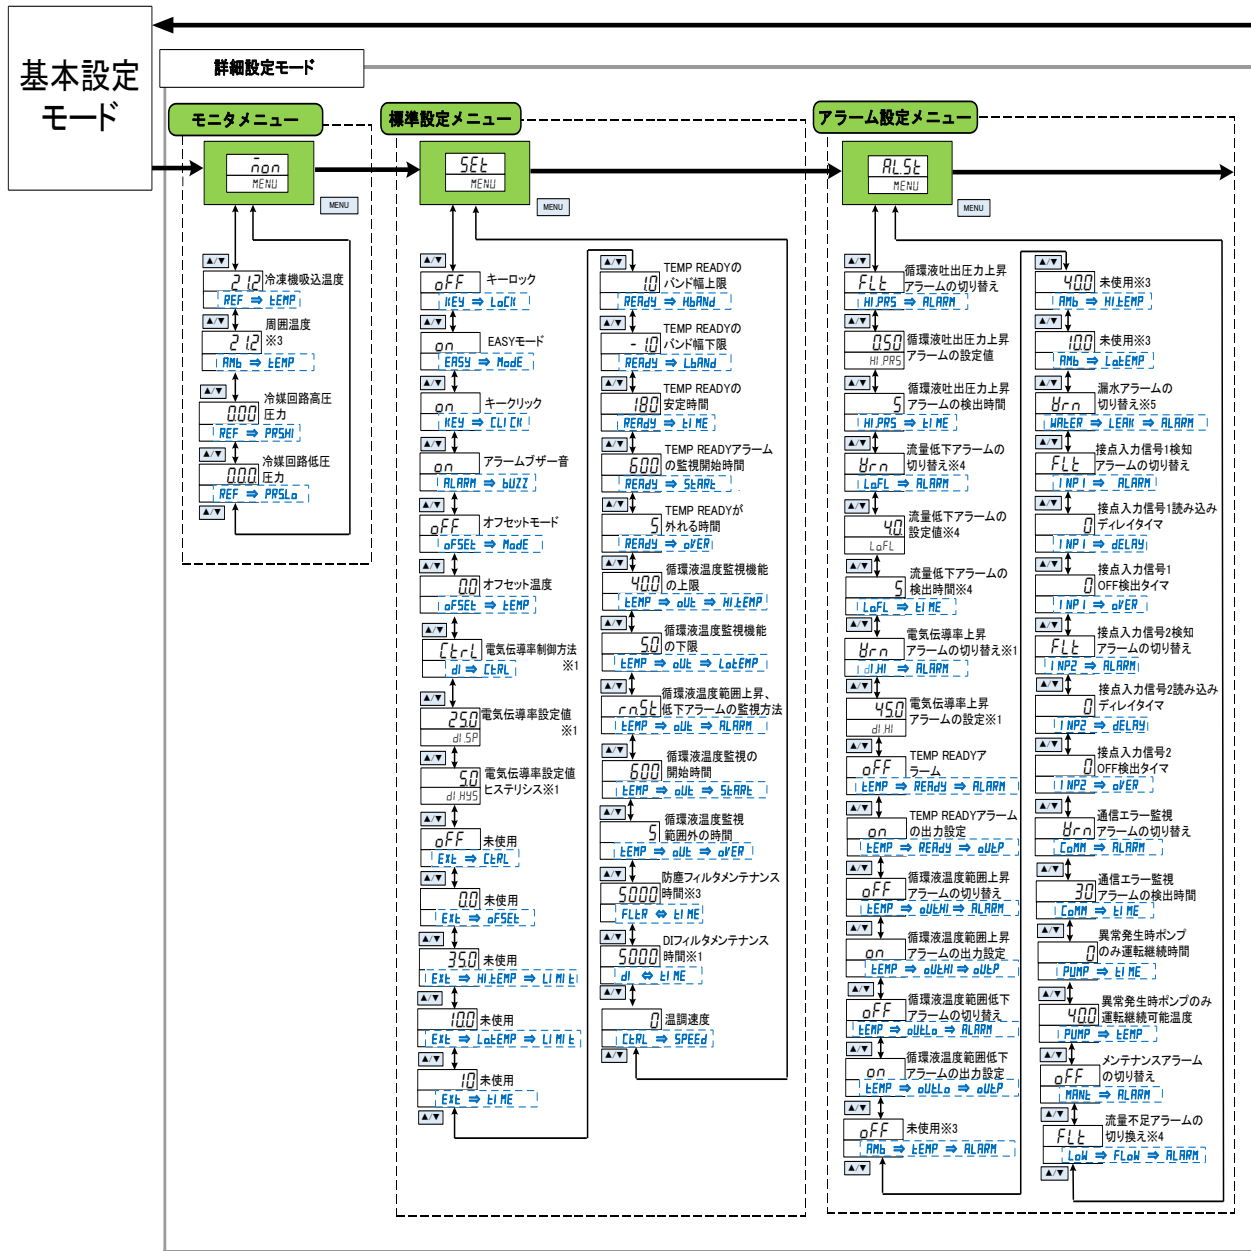 基本設定
モード
詳細設定モード
モニタメニュー
mon
MENU
MENU
▲/▼
21.2 冷凍機吸込温度
REF ⇒ tEMP
▲/▼
周囲温度
21.2 ※3
AMb ⇒ tEMP
▲/▼
冷媒回路高圧
0.00 圧力
REF ⇒ PRSHI
▲/▼
冷媒回路低圧
0.00 圧力
REF ⇒ PRSLo
▲/▼
標準設定メニュー
SEt
MENU
MENU
▲/▼
oFF キーロック
KEY ⇒ LoCK
▲/▼
on EASYモード
EASY ⇒ ModE
▲/▼
on キークリック
KEY ⇒ CLICK
▲/▼
on アラームブザー音
ALARM ⇒ bUZZ
▲/▼
oFF オフセットモード
oFSEt ⇒ ModE
▲/▼
0.0 オフセット温度
oFSEt ⇒ tEMP
▲/▼
CtrL 電気伝導率制御方法
※1
dI ⇒ CtRL
▲/▼
25.0 電気伝導率設定値
※1
dI.SP
▲/▼
5.0 電気伝導率設定値
ヒステリシス※1
dI.HYS
▲/▼
oFF 未使用
EXt ⇒ CtRL
▲/▼
0.0 未使用
EXt ⇒ oFSEt
▲/▼
35.0 未使用
EXt ⇒ HI.tEMP ⇒ LIMIt
▲/▼
10.0 未使用
EXt ⇒ LotEMP ⇒ LIMIt
▲/▼
10 未使用
EXt ⇒ tIME
▲/▼
▲/▼
TEMP READYの
1.0 バンド幅上限
REAdY ⇒ HbANd
▲/▼
TEMP READYの
-1.0 バンド幅下限
REAdY ⇒ LbANd
▲/▼
TEMP READYの
180 安定時間
REAdY ⇒ tIME
▲/▼
TEMP READYアラーム
600 の監視開始時間
REAdY ⇒ StARt
▲/▼
TEMP READYが
5 外れる時間
REAdY ⇒ oVER
▲/▼
循環液温度監視機能
40.0 の上限
tEMP ⇒ oUt ⇒ HI.tEMP
▲/▼
循環液温度監視機能
5.0 の下限
tEMP ⇒ oUt ⇒ LotEMP
▲/▼
循環液温度範囲上昇、
rn.St 低下アラームの監視方法
tEMP ⇒ oUt ⇒ ALARM
▲/▼
循環液温度監視の
600 開始時間
tEMP ⇒ oUt ⇒ StARt
▲/▼
循環液温度監視
5 範囲外の時間
tEMP ⇒ oUt ⇒ oVER
▲/▼
防塵フィルタメンテナンス
5000 時間※3
FLtR ⇔ tIME
▲/▼
DIフィルタメンテナンス
5000 時間※1
dI ⇔ tIME
▲/▼
0 温調速度
CtRL ⇒ SPEEd
▲/▼
アラーム設定メニュー
AL.St
MENU
MENU
▲/▼
循環液吐出圧力上昇
FLt アラームの切り替え
HI.PRS ⇒ ALARM
▲/▼
循環液吐出圧力上昇
0.50 アラームの設定値
HI.PRS
▲/▼
循環液吐出圧力上昇
5 アラームの検出時間
HI.PRS ⇒ tIME
▲/▼
流量低下アラームの
Wrn 切り替え※4
LoFL ⇒ ALARM
▲/▼
流量低下アラームの
4.0 設定値※4
LoFL
▲/▼
流量低下アラームの
5 検出時間※4
LoFL ⇒ tIME
▲/▼
電気伝導率上昇
Wrn アラームの切り替え※1
dI.HI ⇒ ALARM
▲/▼
電気伝導率上昇
45.0 アラームの設定※1
dI.HI
▲/▼
TEMP READYア
oFF ラーム
tEMP ⇒ REAdY ⇒ ALARM
▲/▼
TEMP READYアラーム
on の出力設定
tEMP ⇒ REAdY ⇒ oUtP
▲/▼
循環液温度範囲上昇
oFF アラームの切り替え
tEMP ⇒ oUtHI ⇒ ALARM
▲/▼
循環液温度範囲上昇
on アラームの出力設定
tEMP ⇒ oUtHI ⇒ oUtP
▲/▼
循環液温度範囲低下
oFF アラームの切り替え
tEMP ⇒ oUtLo ⇒ ALARM
▲/▼
循環液温度範囲低下
on アラームの出力設定
tEMP ⇒ oUtLo ⇒ oUtP
▲/▼
oFF 未使用※3
AMb ⇒ tEMP ⇒ ALARM
▲/▼
▲/▼
40.0 未使用※3
AMb ⇒ HI.tEMP
▲/▼
10.0 未使用※3
AMb ⇒ LotEMP
▲/▼
漏水アラームの
Wrn 切り替え※5
WAtER ⇒ LEAK ⇒ ALARM
▲/▼
接点入力信号1検知
FLt アラームの切り替え
INP1 ⇒ ALARM
▲/▼
接点入力信号1読み込み
0 ディレイタイマ
INP1 ⇒ dELAY
▲/▼
接点入力信号1
0 OFF検出タイマ
INP1 ⇒ oVER
▲/▼
接点入力信号2検知
FLt アラームの切り替え
INP2 ⇒ ALARM
▲/▼
接点入力信号2読み込み
0 ディレイタイマ
INP2 ⇒ dELAY
▲/▼
接点入力信号2
0 OFF検出タイマ
INP2 ⇒ oVER
▲/▼
通信エラー監視
Wrn アラームの切り替え
CoMM ⇒ ALARM
▲/▼
通信エラー監視
30 アラームの検出時間
CoMM ⇒ tIME
▲/▼
異常発生時ポンプ
0 のみ運転継続時間
PUMP ⇒ tIME
▲/▼
異常発生時ポンプのみ
40.0 運転継続可能温度
PUMP ⇒ tEMP
▲/▼
メンテナンスアラーム
oFF の切り替え
MANt ⇒ ALARM
▲/▼
流量不足アラームの
FLt 切り換え※4
LoW ⇒ FLoW ⇒ ALARM
▲/▼